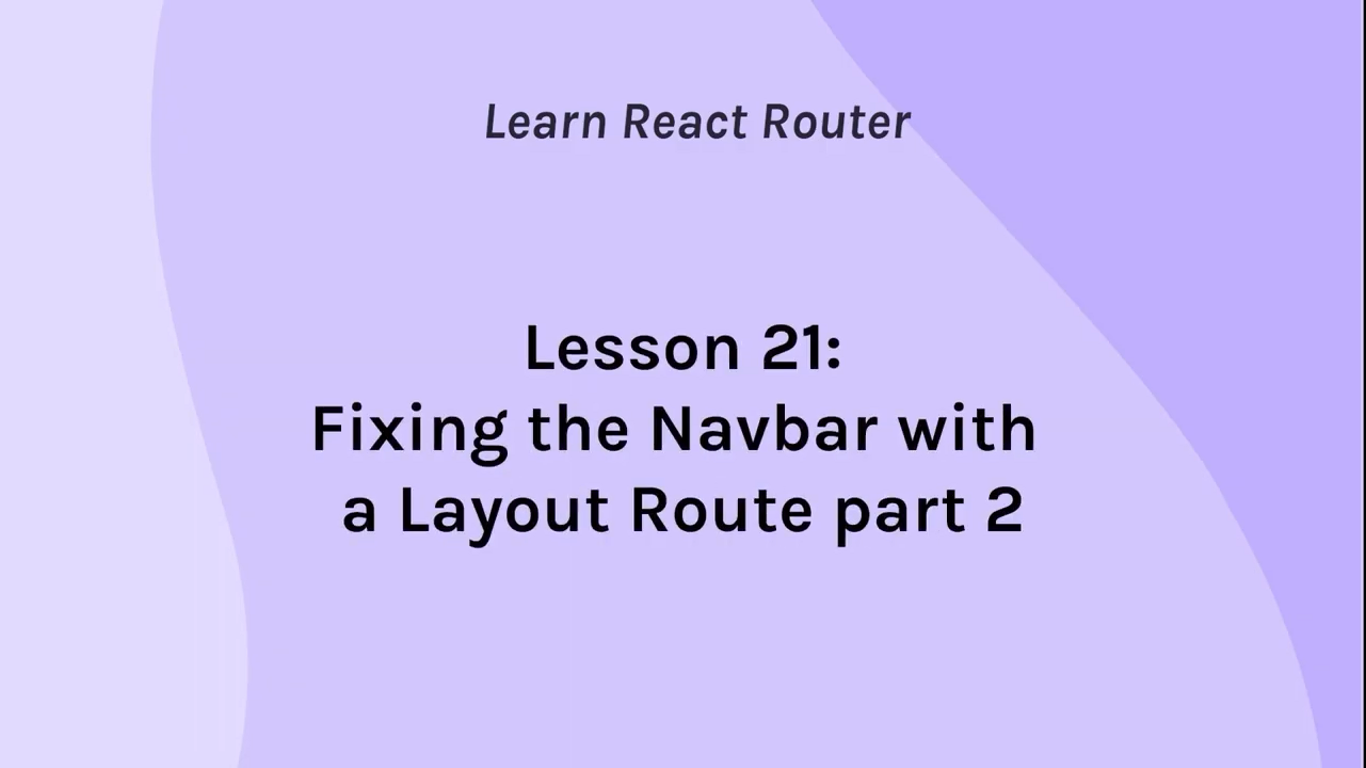 Learn React Router
Lesson 21:
Fixing the Navbar with
a Layout Route part 2